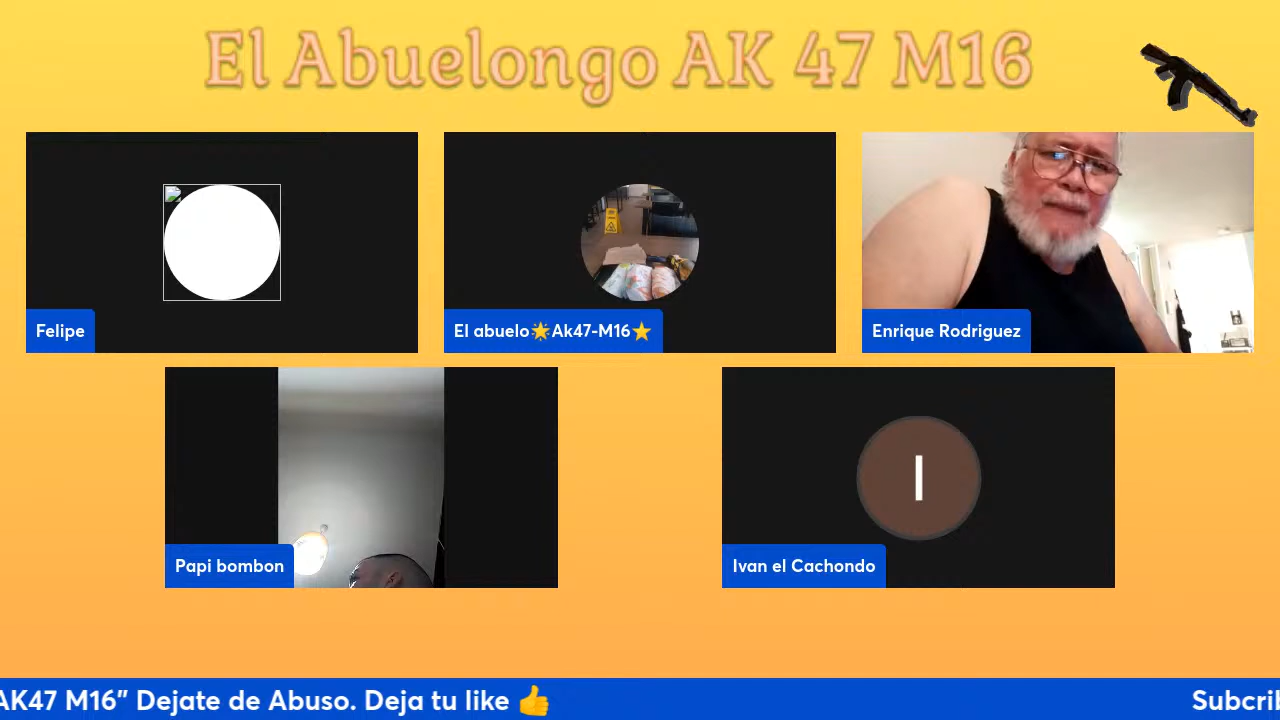 El Abuelongo AK 47 M16
Felipe
El abuelo🌟Ak47-M16⭐
Enrique Rodriguez
Papi bombon
I
Ivan el Cachondo
AK47 M16" Dejate de Abuso. Deja tu like 👍
Subcri